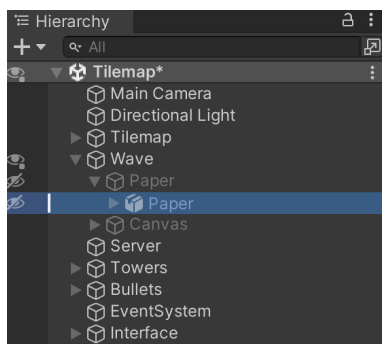 Hierarchy
All
Tilemap*
Main Camera
Directional Light
Tilemap
Wave
Paper
Paper
Canvas
Server
Towers
Bullets
EventSystem
Interface